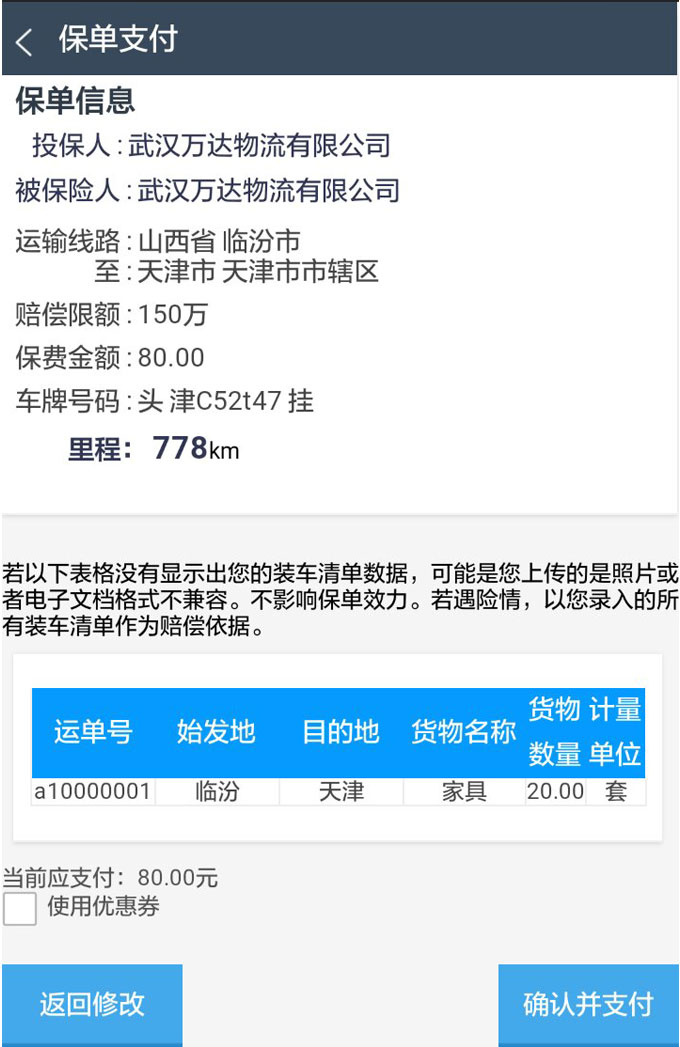 保单支付
保单信息
投保人 : 武汉万达物流有限公司
被保险人 : 武汉万达物流有限公司
运输线路 : 山西省 临汾市
至 : 天津市 天津市市辖区
赔偿限额 : 150万
保费金额 : 80.00
车牌号码 : 头 津C52t47 挂
里程： 778km
若以下表格没有显示出您的装车清单数据，可能是您上传的是照片或
者电子文档格式不兼容。不影响保单效力。若遇险情，以您录入的所
有装车清单作为赔偿依据。
运单号 始发地 目的地 货物名称 货物数量 计量单位
a10000001 临汾 天津 家具 20.00 套
当前应支付：80.00元
使用优惠券
返回修改 确认并支付